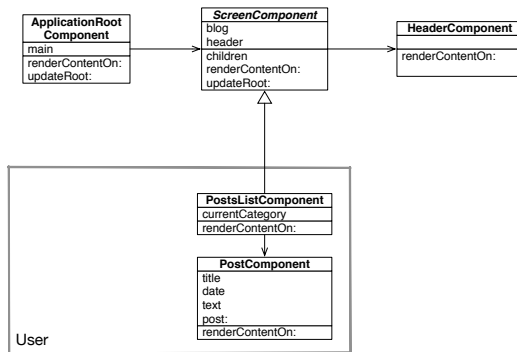 ApplicationRoot
Component
main
renderContentOn:
updateRoot:
ScreenComponent
blog
header
children
renderContentOn:
updateRoot:
HeaderComponent
renderContentOn:
PostsListComponent
currentCategory
renderContentOn:
PostComponent
title
date
text
post:
renderContentOn:
User